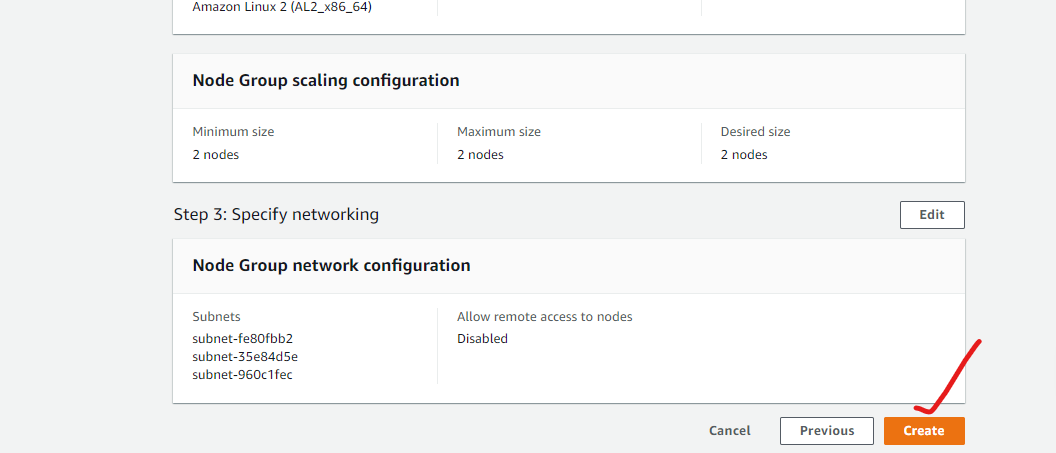 Amazon Linux 2 (AL2_x86_64)
Node Group scaling configuration
Minimum size
2 nodes
Maximum size
2 nodes
Desired size
2 nodes
Step 3: Specify networking
Edit
Node Group network configuration
Subnets
subnet-fe80fbb2
subnet-35e84d5e
subnet-960c1fec
Allow remote access to nodes
Disabled
Cancel
Previous
Create